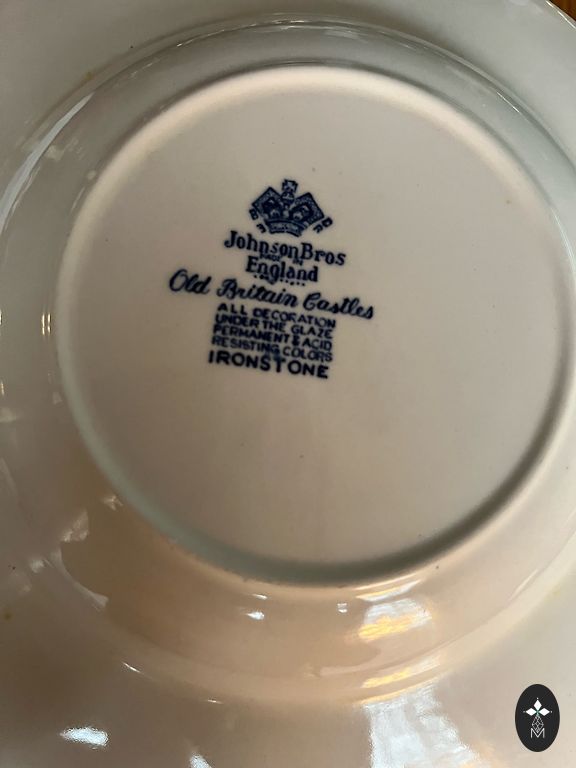 Johnson Bros
MADE IN
England
Old Britain Castles
ALL DECORATION
UNDER THE GLAZE
PERMANENT & ACID
RESISTING COLORS
IRONSTONE
M